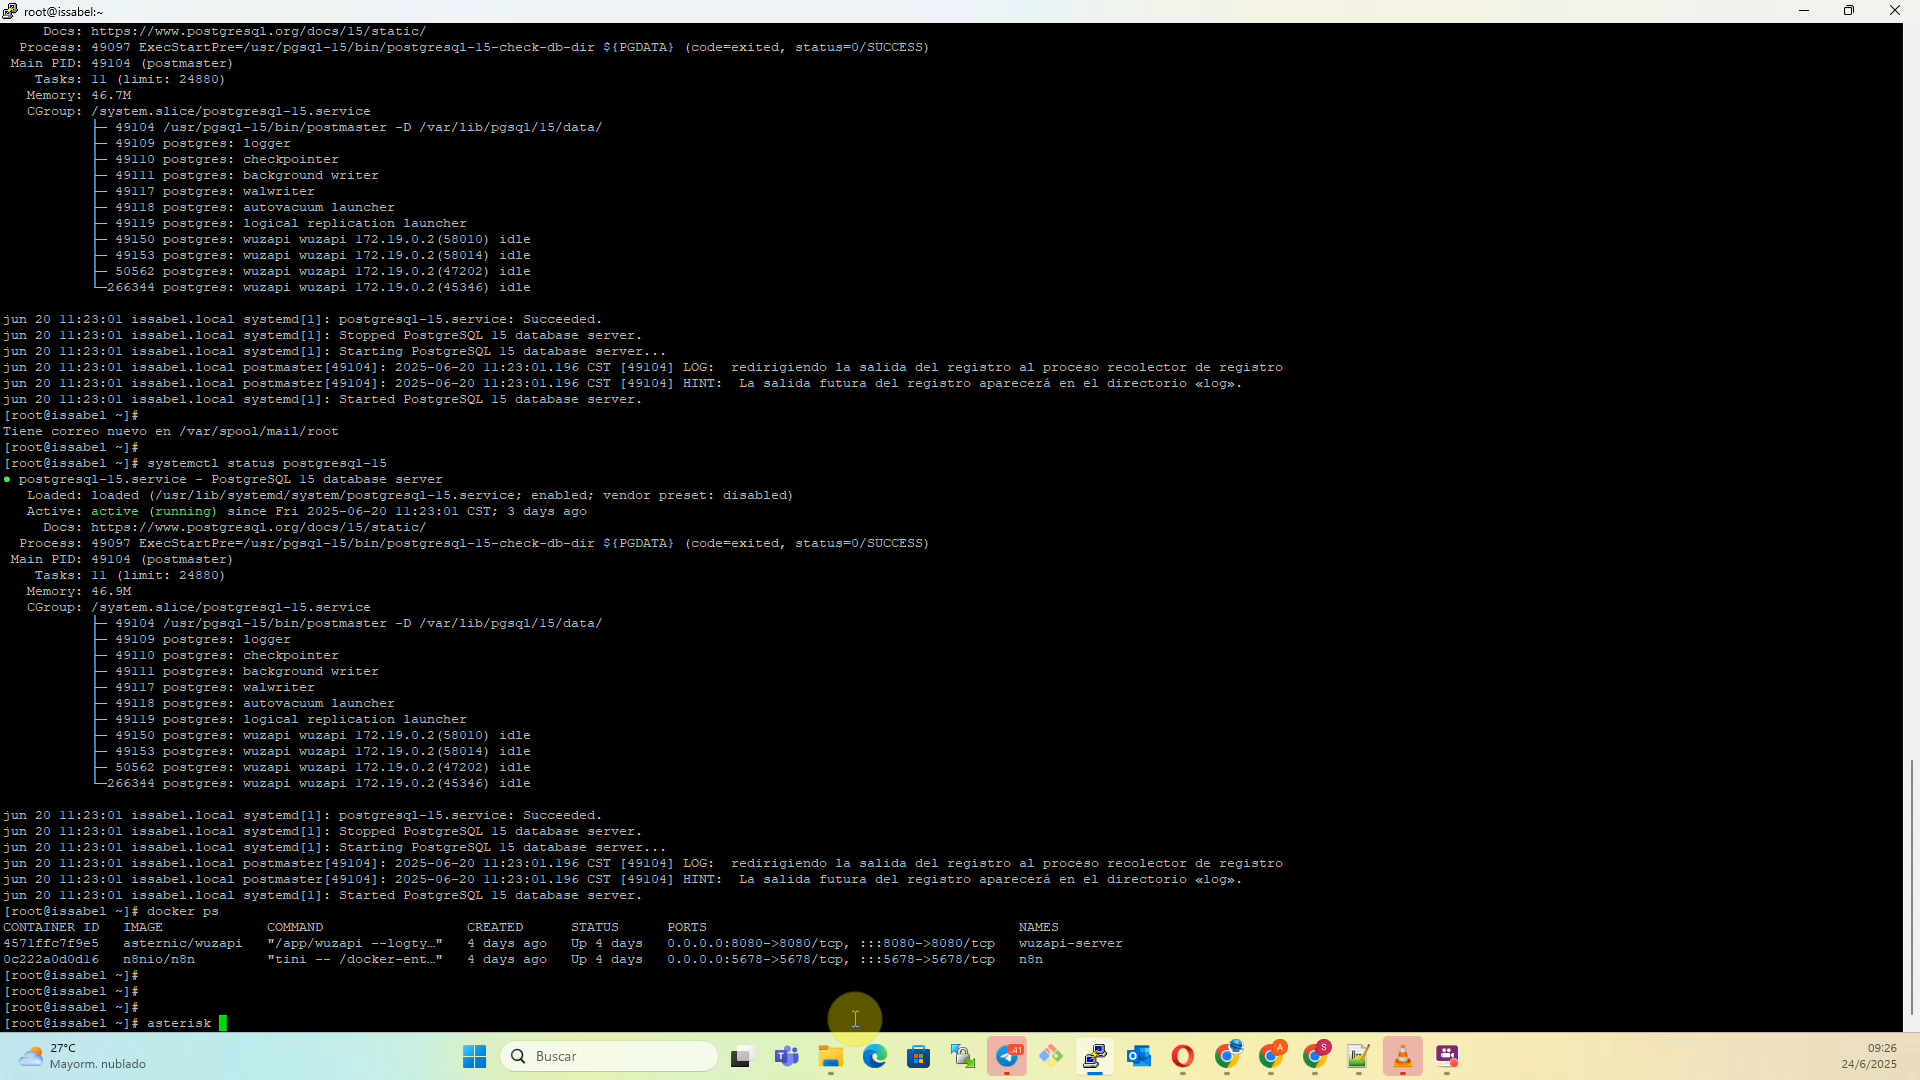 root@issabel:~
Docs: https://www.postgresql.org/docs/15/static/
Process: 49097 ExecStartPre=/usr/pgsql-15/bin/postgresql-15-check-db-dir ${PGDATA} (code=exited, status=0/SUCCESS)
Main PID: 49104 (postmaster)
Tasks: 11 (limit: 24880)
Memory: 46.7M
CGroup: /system.slice/postgresql-15.service
├─ 49104 /usr/pgsql-15/bin/postmaster -D /var/lib/pgsql/15/data/
├─ 49109 postgres: logger
├─ 49110 postgres: checkpointer
├─ 49111 postgres: background writer
├─ 49117 postgres: walwriter
├─ 49118 postgres: autovacuum launcher
├─ 49119 postgres: logical replication launcher
├─ 49150 postgres: wuzapi wuzapi 172.19.0.2(58010) idle
├─ 49153 postgres: wuzapi wuzapi 172.19.0.2(58014) idle
├─ 50562 postgres: wuzapi wuzapi 172.19.0.2(47202) idle
└─266344 postgres: wuzapi wuzapi 172.19.0.2(45346) idle
jun 20 11:23:01 issabel.local systemd[1]: postgresql-15.service: Succeeded.
jun 20 11:23:01 issabel.local systemd[1]: Stopped PostgreSQL 15 database server.
jun 20 11:23:01 issabel.local systemd[1]: Starting PostgreSQL 15 database server...
jun 20 11:23:01 issabel.local postmaster[49104]: 2025-06-20 11:23:01.196 CST [49104] LOG:  redirigiendo la salida del registro al proceso recolector de registro
jun 20 11:23:01 issabel.local postmaster[49104]: 2025-06-20 11:23:01.196 CST [49104] HINT:  La salida futura del registro aparecerá en el directorio «log».
jun 20 11:23:01 issabel.local systemd[1]: Started PostgreSQL 15 database server.
[root@issabel ~]#
Tiene correo nuevo en /var/spool/mail/root
[root@issabel ~]#
[root@issabel ~]# systemctl status postgresql-15
● postgresql-15.service - PostgreSQL 15 database server
Loaded: loaded (/usr/lib/systemd/system/postgresql-15.service; enabled; vendor preset: disabled)
Active: active (running) since Fri 2025-06-20 11:23:01 CST; 3 days ago
Docs: https://www.postgresql.org/docs/15/static/
Process: 49097 ExecStartPre=/usr/pgsql-15/bin/postgresql-15-check-db-dir ${PGDATA} (code=exited, status=0/SUCCESS)
Main PID: 49104 (postmaster)
Tasks: 11 (limit: 24880)
Memory: 46.9M
CGroup: /system.slice/postgresql-15.service
├─ 49104 /usr/pgsql-15/bin/postmaster -D /var/lib/pgsql/15/data/
├─ 49109 postgres: logger
├─ 49110 postgres: checkpointer
├─ 49111 postgres: background writer
├─ 49117 postgres: walwriter
├─ 49118 postgres: autovacuum launcher
├─ 49119 postgres: logical replication launcher
├─ 49150 postgres: wuzapi wuzapi 172.19.0.2(58010) idle
├─ 49153 postgres: wuzapi wuzapi 172.19.0.2(58014) idle
├─ 50562 postgres: wuzapi wuzapi 172.19.0.2(47202) idle
└─266344 postgres: wuzapi wuzapi 172.19.0.2(45346) idle
jun 20 11:23:01 issabel.local systemd[1]: postgresql-15.service: Succeeded.
jun 20 11:23:01 issabel.local systemd[1]: Stopped PostgreSQL 15 database server.
jun 20 11:23:01 issabel.local systemd[1]: Starting PostgreSQL 15 database server...
jun 20 11:23:01 issabel.local postmaster[49104]: 2025-06-20 11:23:01.196 CST [49104] LOG:  redirigiendo la salida del registro al proceso recolector de registro
jun 20 11:23:01 issabel.local postmaster[49104]: 2025-06-20 11:23:01.196 CST [49104] HINT:  La salida futura del registro aparecerá en el directorio «log».
jun 20 11:23:01 issabel.local systemd[1]: Started PostgreSQL 15 database server.
[root@issabel ~]# docker ps
CONTAINER ID   IMAGE   COMMAND   CREATED   STATUS   PORTS   NAMES
4571ffc7f9e5   asternic/wuzapi   "/app/wuzapi --logty…"   4 days ago   Up 4 days   0.0.0.0:8080->8080/tcp, :::8080->8080/tcp   wuzapi-server
0c222a0d0d16   n8nio/n8n   "tini -- /docker-ent…"   4 days ago   Up 4 days   0.0.0.0:5678->5678/tcp, :::5678->5678/tcp   n8n
[root@issabel ~]#
[root@issabel ~]#
[root@issabel ~]#
[root@issabel ~]# asterisk
27°C
Mayorm. nublado
Buscar
41
A
S
09:26
24/6/2025